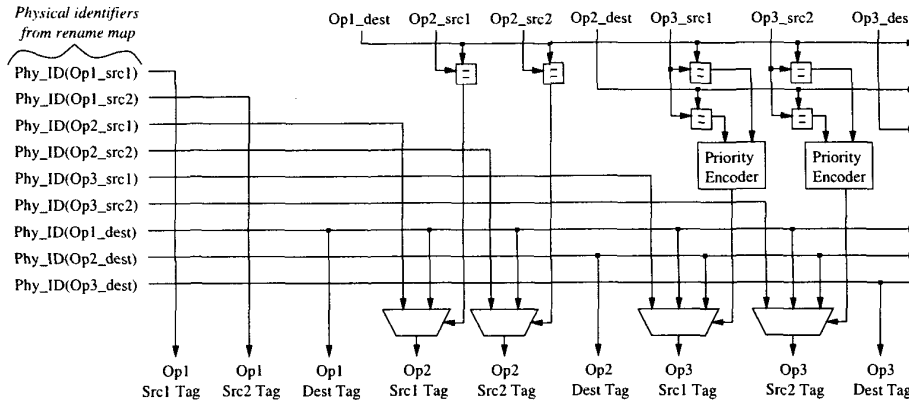 Physical identifiers
from rename map
Op1_dest Op2_src1 Op2_src2 Op2_dest Op3_src1 Op3_src2 Op3_des
Phy_ID(Op1_src1)
Phy_ID(Op1_src2)
Phy_ID(Op2_src1)
Phy_ID(Op2_src2)
Phy_ID(Op3_src1)
Phy_ID(Op3_src2)
Phy_ID(Op1_dest)
Phy_ID(Op2_dest)
Phy_ID(Op3_dest)
=
=
=
=
=
=
Priority
Encoder
Priority
Encoder
Op1
Src1 Tag
Op1
Src2 Tag
Op1
Dest Tag
Op2
Src1 Tag
Op2
Src2 Tag
Op2
Dest Tag
Op3
Src1 Tag
Op3
Src2 Tag
Op3
Dest Tag